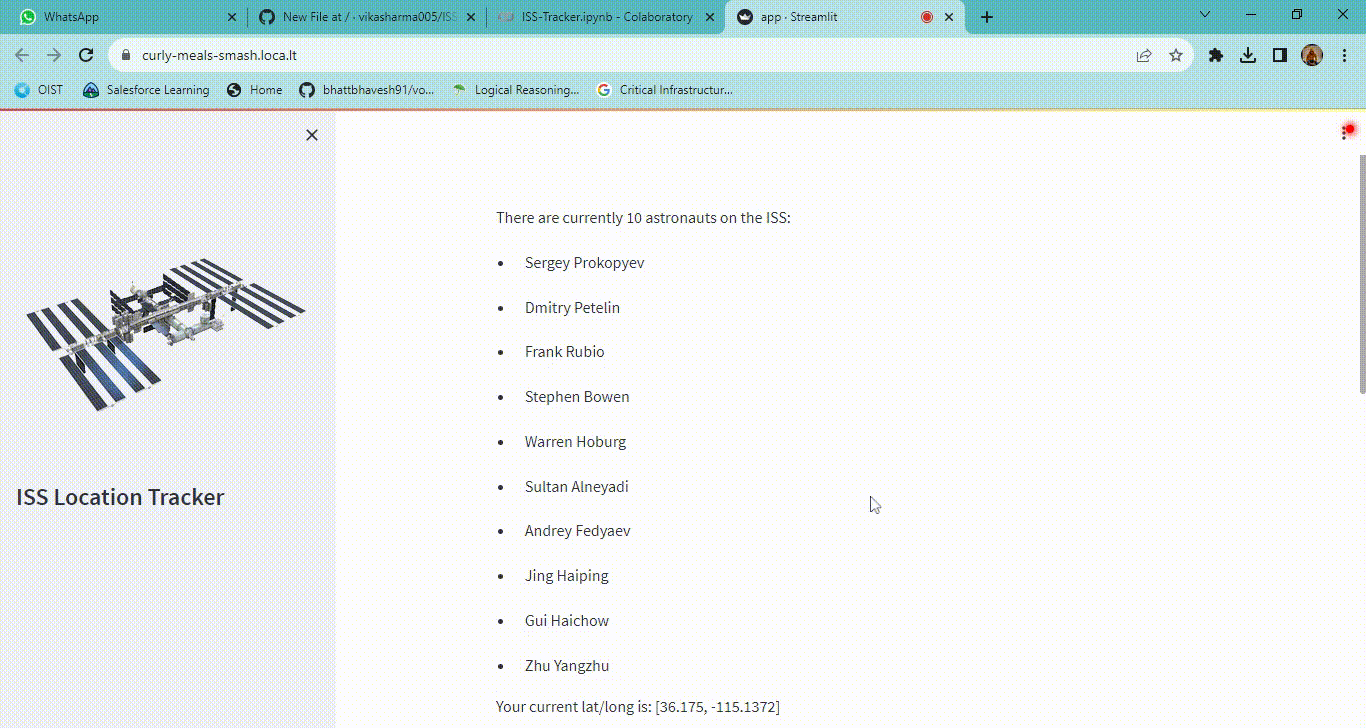 WhatsApp
New File at / · vikasharma005/ISS
ISS-Tracker.ipynb - Colaboratory
app · Streamlit
curly-meals-smash.loca.lt
OIST
Salesforce Learning
Home
bhattbhavesh91/vo...
Logical Reasoning...
Critical Infrastructur...
ISS Location Tracker
There are currently 10 astronauts on the ISS:
• Sergey Prokopyev
• Dmitry Petelin
• Frank Rubio
• Stephen Bowen
• Warren Hoburg
• Sultan Alneyadi
• Andrey Fedyaev
• Jing Haiping
• Gui Haichow
• Zhu Yangzhu
Your current lat/long is: [36.175, -115.1372]